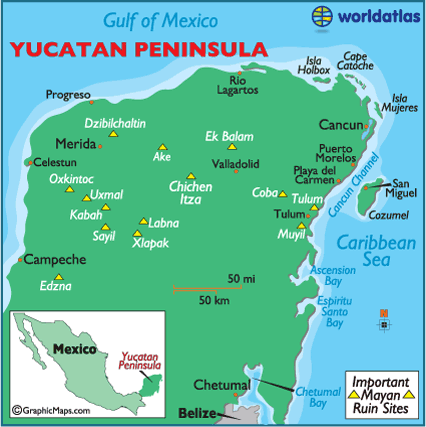 Gulf of Mexico
worldatlas
YUCATAN PENINSULA
Isla
Holbox
Cape
Catoche
Rio
Lagartos
Isla
Mujeres
Progreso
Dzibilchaltin
Cancun
Merida
Ake
Ek Balam
Puerto
Morelos
Celestun
Valladolid
Playa del
Carmen
Cancun Channel
Oxkintoc
Uxmal
Chichen
Itza
Coba
Tulum
San
Miguel
Kabah
Labna
Tulum
Cozumel
Sayil
Xlapak
Muyil
Caribbean
Sea
Campeche
Edzna
50 mi
50 km
Ascension
Bay
Espiritu
Santo
Bay
Mexico
Yucatan
Peninsula
Chetumal
Chetumal
Bay
Important
Mayan
Ruin Sites
©GraphicMaps.com
Belize